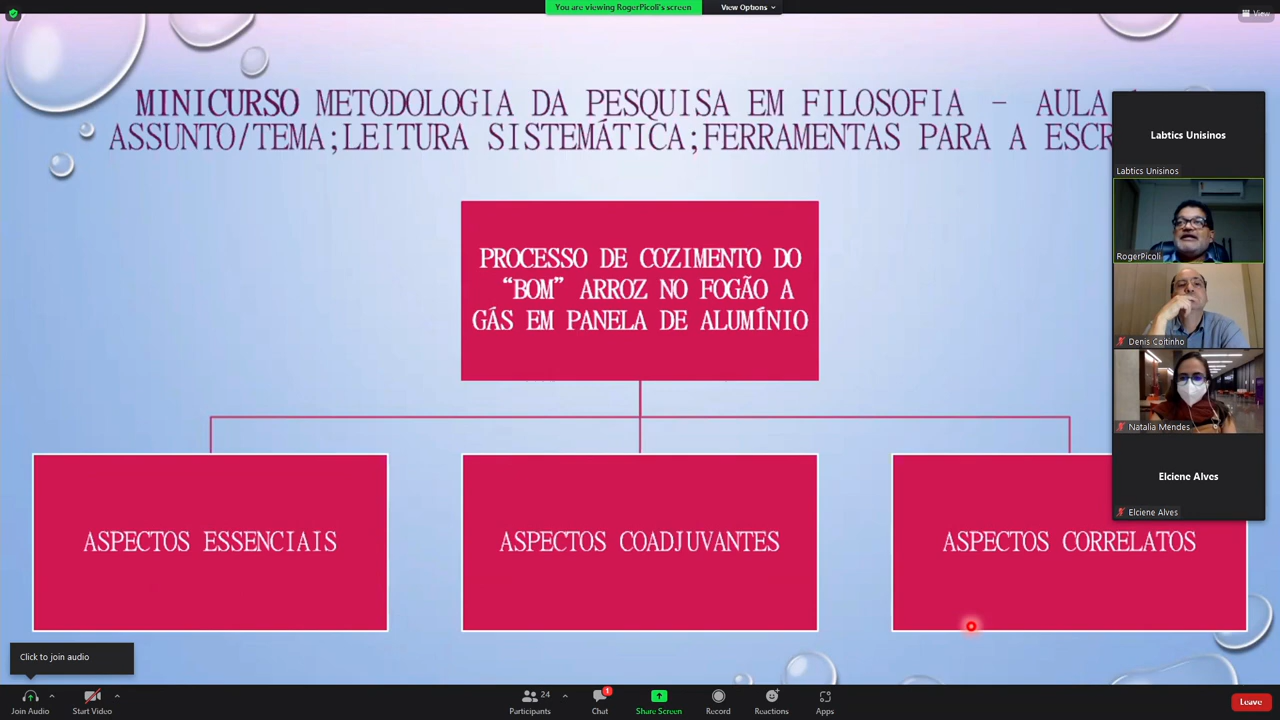 You are viewing RogerPicoli's screen
View Options
View
MINICURSO METODOLOGIA DA PESQUISA EM FILOSOFIA – AULA
ASSUNTO/TEMA;LEITURA SISTEMÁTICA;FERRAMENTAS PARA A ESCR
Labtics Unisinos
Labtics Unisinos
RogerPicoli
Denis Coitinho
Natalia Mendes
Elciene Alves
Elciene Alves
PROCESSO DE COZIMENTO DO
“BOM” ARROZ NO FOGÃO A
GÁS EM PANELA DE ALUMÍNIO
ASPECTOS ESSENCIAIS
ASPECTOS COADJUVANTES
ASPECTOS CORRELATOS
Click to join audio
Join Audio
Start Video
24
Participants
1
Chat
Share Screen
Record
Reactions
Apps
Leave